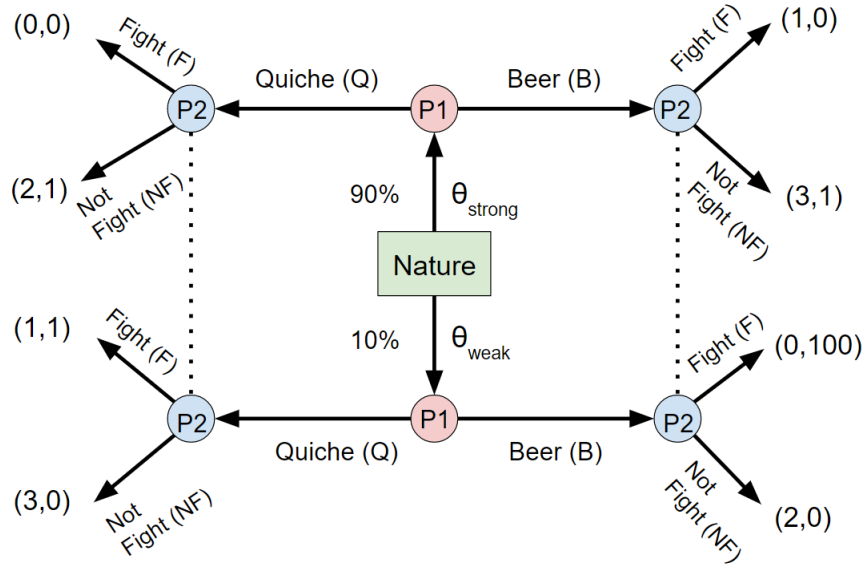 (0,0)
Fight (F)
Quiche (Q)
Beer (B)
Fight (F)
(1,0)
P2
P1
P2
(2,1)
Not
Fight (NF)
90%
θstrong
Not
Fight (NF)
(3,1)
Nature
(1,1)
Fight (F)
10%
θweak
Fight (F)
(0,100)
P2
P1
P2
Quiche (Q)
Beer (B)
(3,0)
Not
Fight (NF)
Not
Fight (NF)
(2,0)